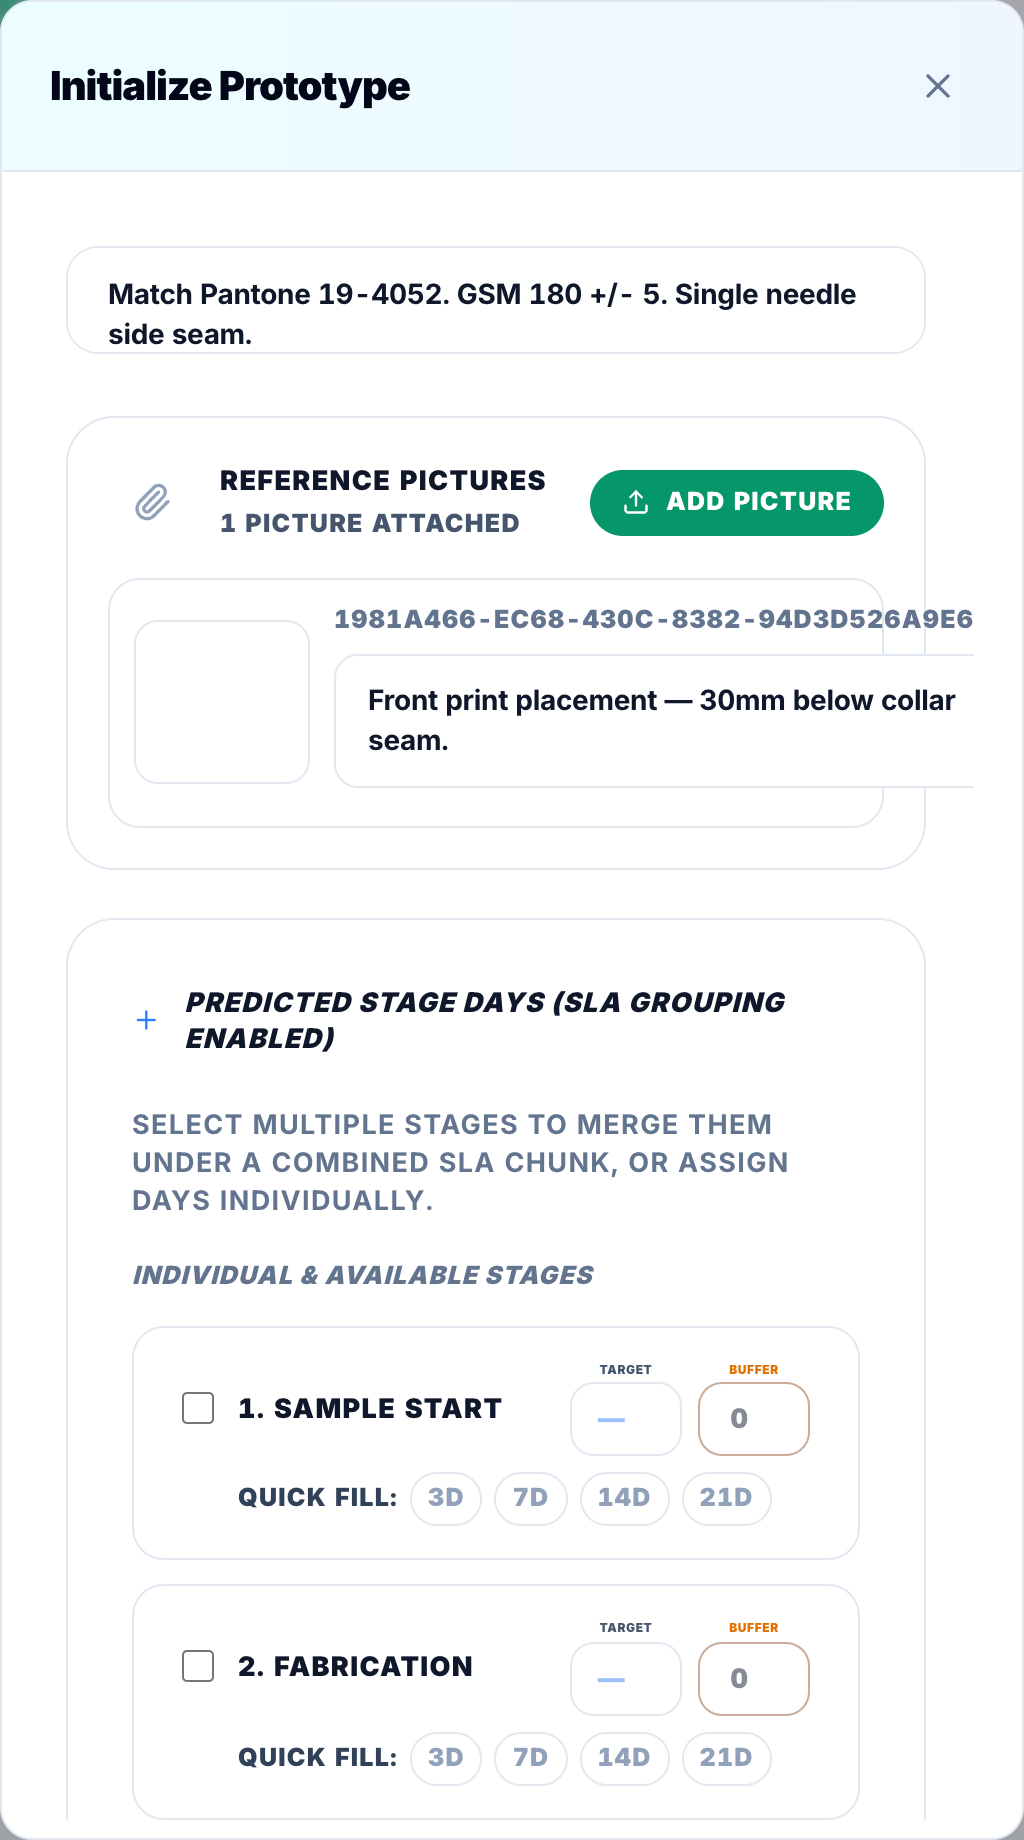 Initialize Prototype
Match Pantone 19-4052. GSM 180 +/- 5. Single needle
side seam.
REFERENCE PICTURES
1 PICTURE ATTACHED
ADD PICTURE
1981A466-EC68-430C-8382-94D3D526A9E6
Front print placement — 30mm below collar
seam.
PREDICTED STAGE DAYS (SLA GROUPING
ENABLED)
SELECT MULTIPLE STAGES TO MERGE THEM
UNDER A COMBINED SLA CHUNK, OR ASSIGN
DAYS INDIVIDUALLY.
INDIVIDUAL & AVAILABLE STAGES
TARGET BUFFER
1. SAMPLE START — 0
QUICK FILL: 3D 7D 14D 21D
TARGET BUFFER
2. FABRICATION — 0
QUICK FILL: 3D 7D 14D 21D